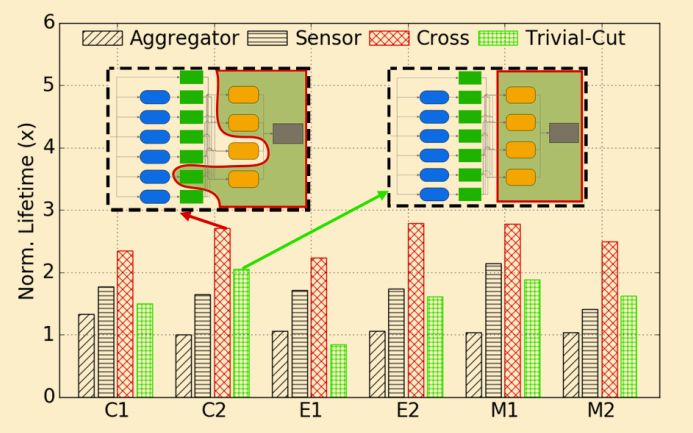 6
Aggregator Sensor Cross Trivial-Cut
5
4
3
2
1
0
Norm. Lifetime (x)
C1 C2 E1 E2 M1 M2